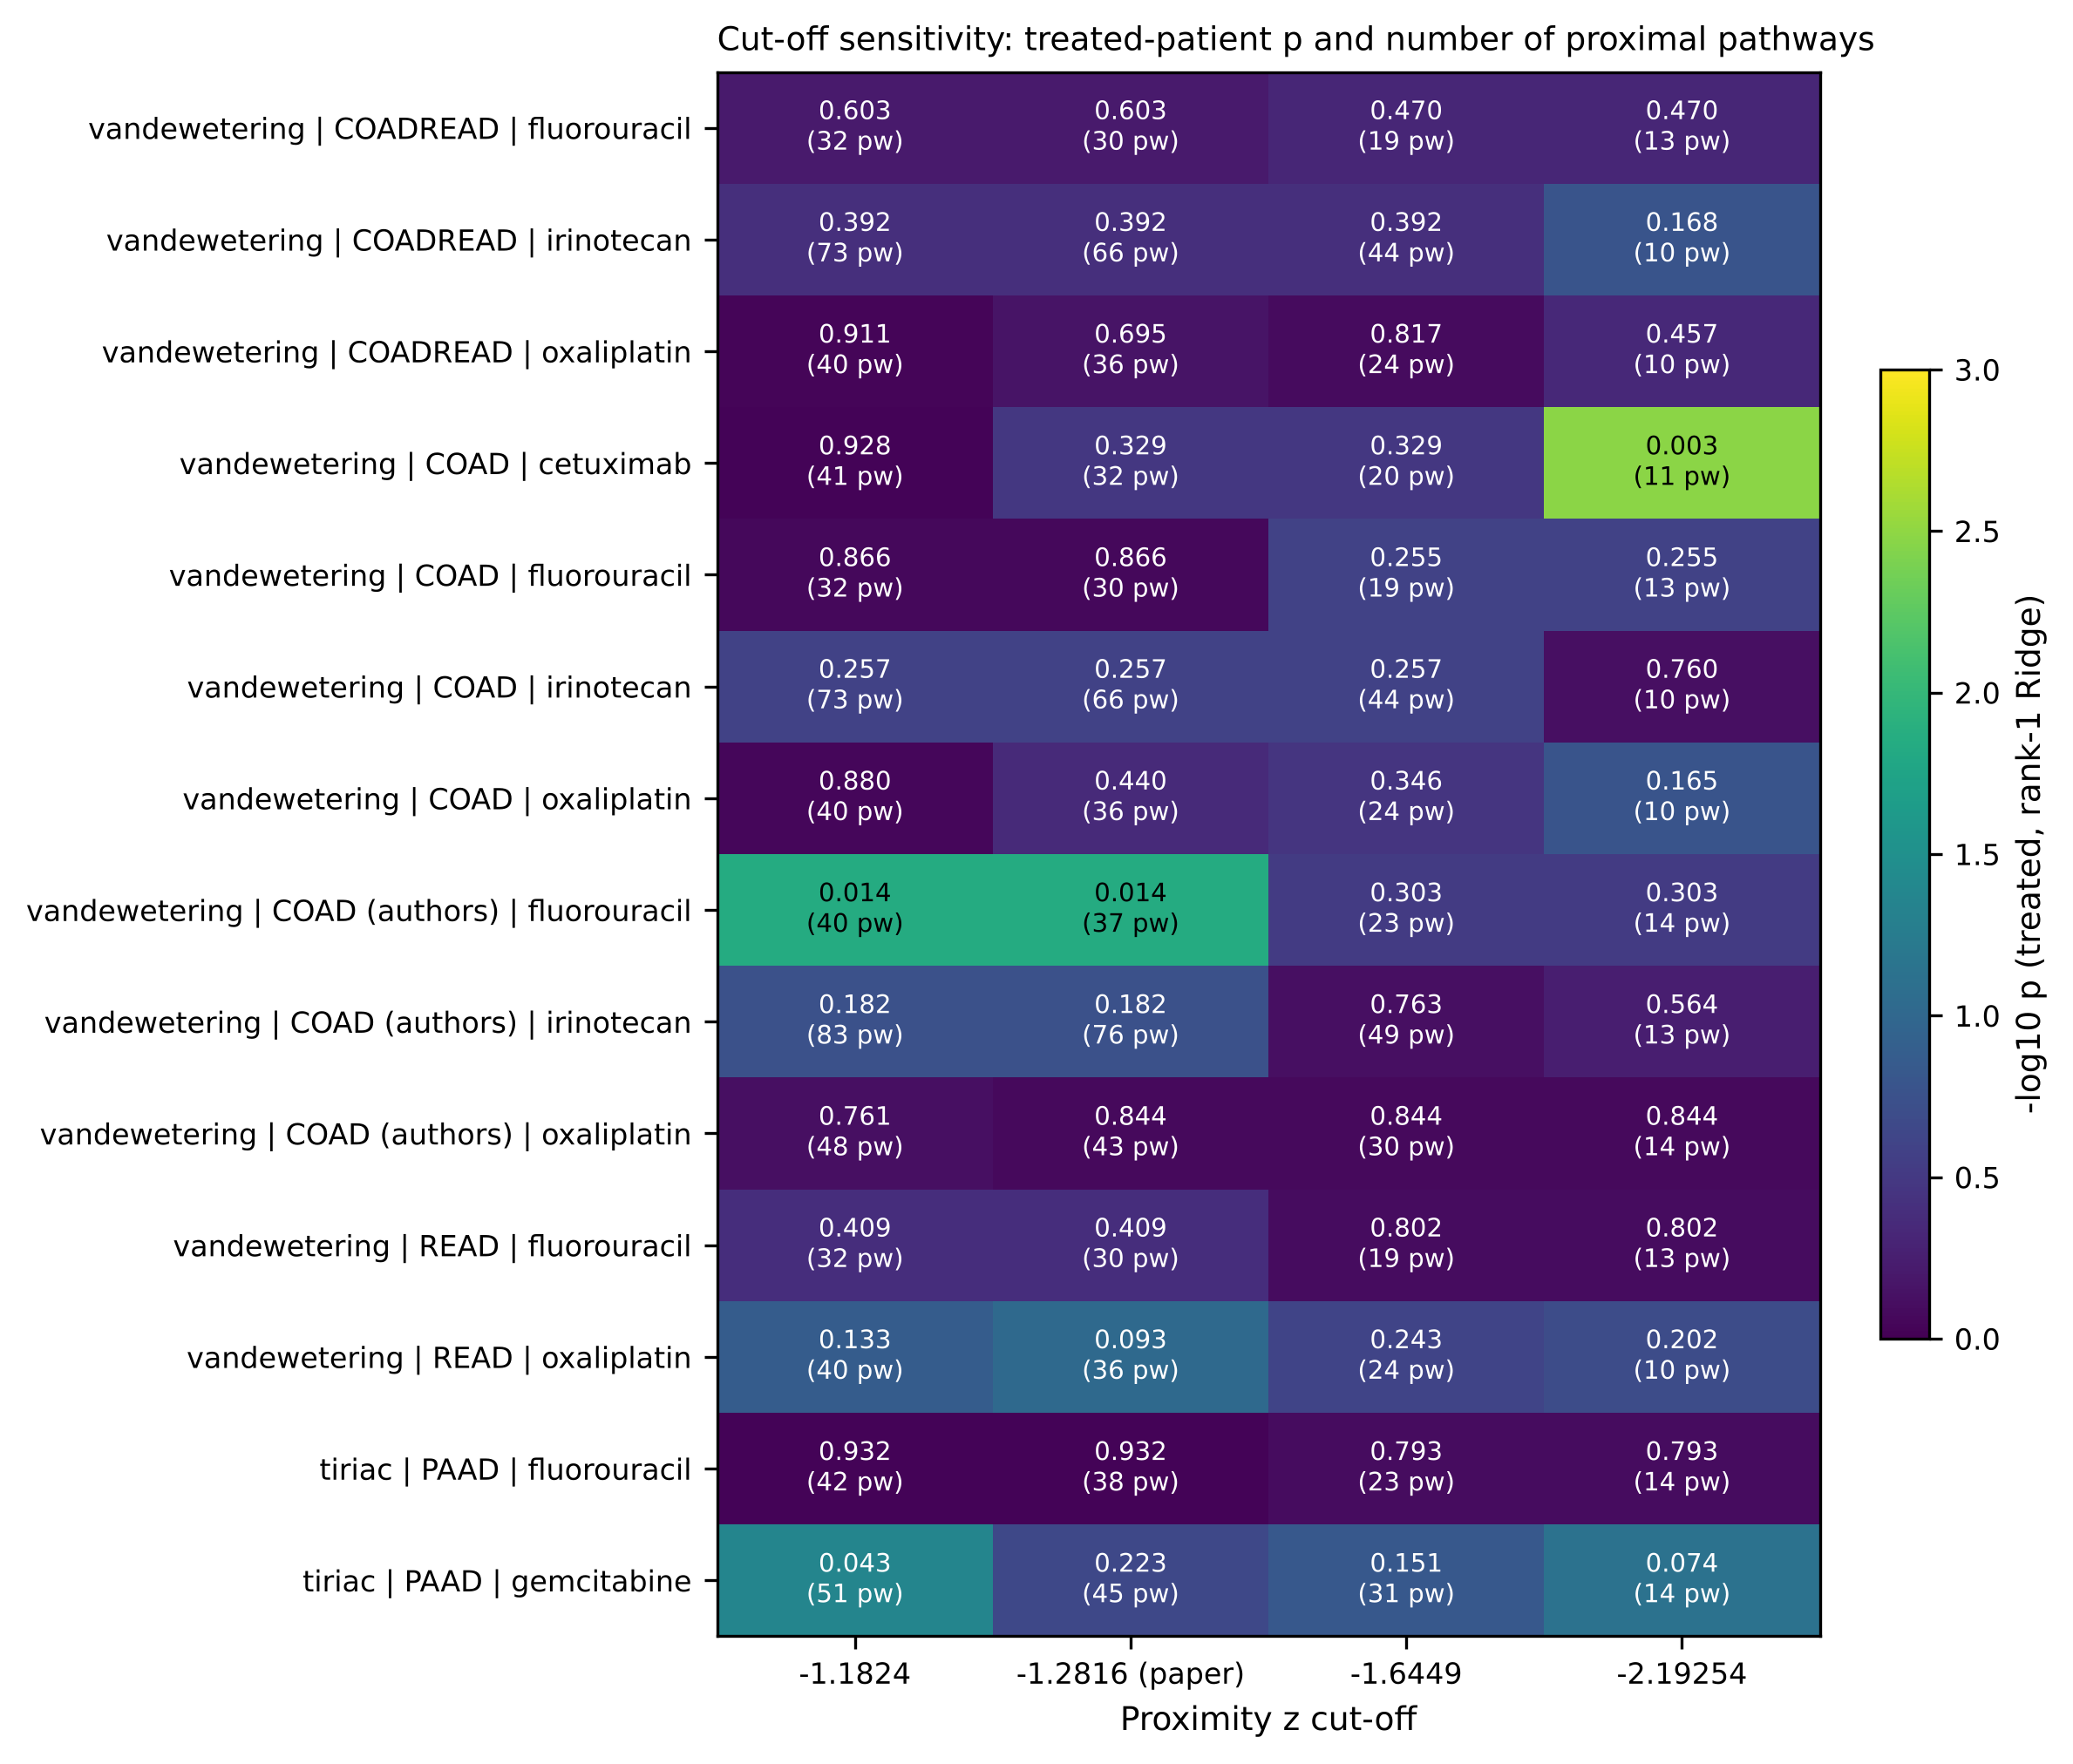 Cut-off sensitivity: treated-patient p and number of proximal pathways
vandewetering | COADREAD | fluorouracil
0.603 0.603 0.470 0.470
(32 pw) (30 pw) (19 pw) (13 pw)
vandewetering | COADREAD | irinotecan
0.392 0.392 0.392 0.168
(73 pw) (66 pw) (44 pw) (10 pw)
vandewetering | COADREAD | oxaliplatin
0.911 0.695 0.817 0.457
(40 pw) (36 pw) (24 pw) (10 pw)
vandewetering | COAD | cetuximab
0.928 0.329 0.329 0.003
(41 pw) (32 pw) (20 pw) (11 pw)
vandewetering | COAD | fluorouracil
0.866 0.866 0.255 0.255
(32 pw) (30 pw) (19 pw) (13 pw)
vandewetering | COAD | irinotecan
0.257 0.257 0.257 0.760
(73 pw) (66 pw) (44 pw) (10 pw)
vandewetering | COAD | oxaliplatin
0.880 0.440 0.346 0.165
(40 pw) (36 pw) (24 pw) (10 pw)
vandewetering | COAD (authors) | fluorouracil
0.014 0.014 0.303 0.303
(40 pw) (37 pw) (23 pw) (14 pw)
vandewetering | COAD (authors) | irinotecan
0.182 0.182 0.763 0.564
(83 pw) (76 pw) (49 pw) (13 pw)
vandewetering | COAD (authors) | oxaliplatin
0.761 0.844 0.844 0.844
(48 pw) (43 pw) (30 pw) (14 pw)
vandewetering | READ | fluorouracil
0.409 0.409 0.802 0.802
(32 pw) (30 pw) (19 pw) (13 pw)
vandewetering | READ | oxaliplatin
0.133 0.093 0.243 0.202
(40 pw) (36 pw) (24 pw) (10 pw)
tiriac | PAAD | fluorouracil
0.932 0.932 0.793 0.793
(42 pw) (38 pw) (23 pw) (14 pw)
tiriac | PAAD | gemcitabine
0.043 0.223 0.151 0.074
(51 pw) (45 pw) (31 pw) (14 pw)
-1.1824 -1.2816 (paper) -1.6449 -2.19254
Proximity z cut-off
3.0
2.5
2.0
1.5
1.0
0.5
0.0
-log10 p (treated, rank-1 Ridge)